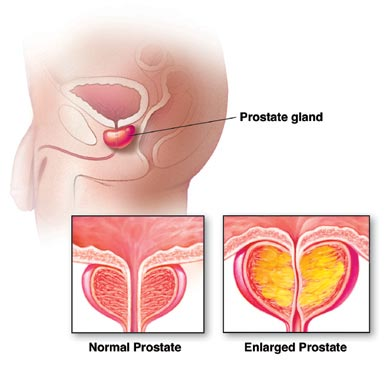 Prostate gland
Normal Prostate
Enlarged Prostate